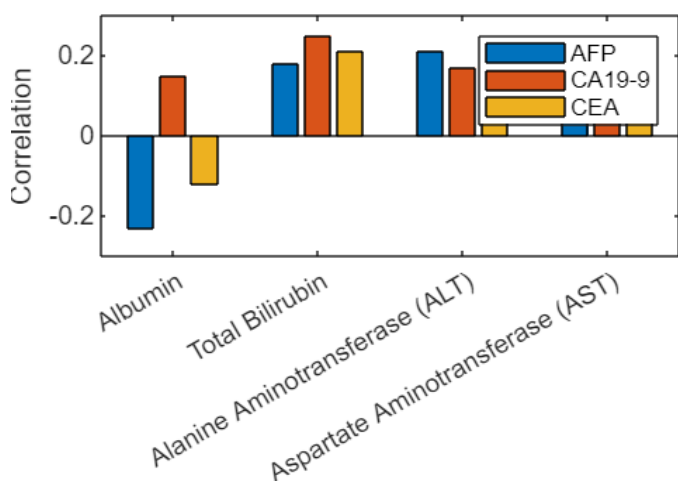 Correlation
0.2
0
-0.2
AFP
CA19-9
CEA
Albumin
Total Bilirubin
Alanine Aminotransferase (ALT)
Aspartate Aminotransferase (AST)